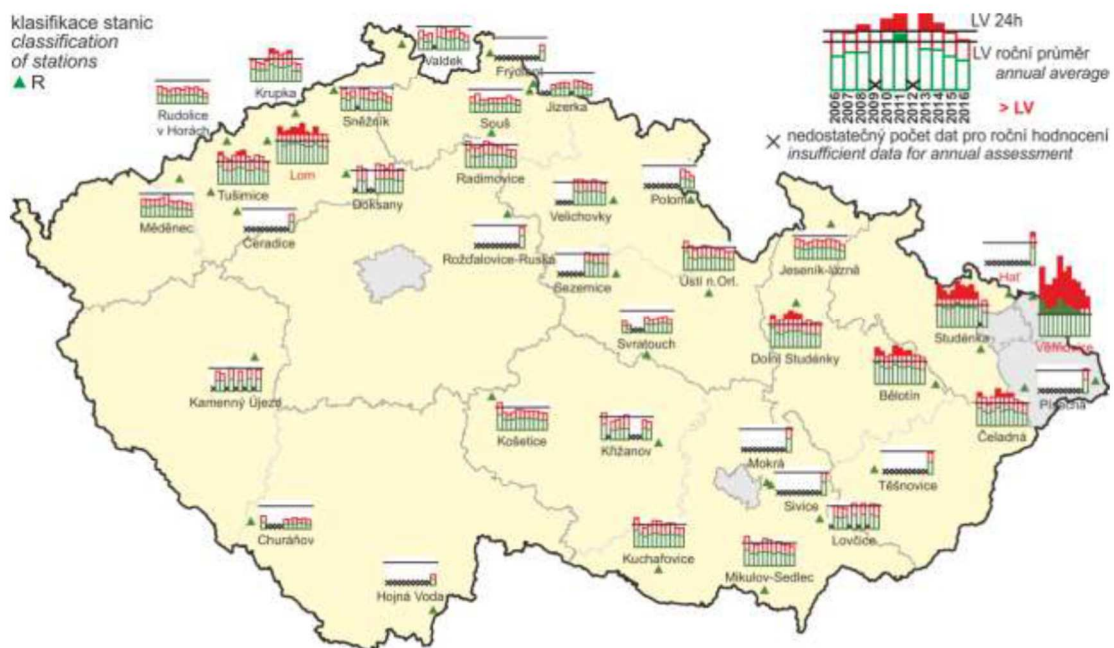 klasifikace stanic
classification
of stations
R
LV 24h
LV roční průměr
annual average
2006 2007 2008 2009 2010 2011 2012 2013 2014 2015 2016
> LV
nedostatečný počet dat pro roční hodnocení
insufficient data for annual assessment
Valdek
Frýdlant
Krupka
Rudolice
v Horách
Sněžník
Souš
Jizerka
Tušimice
Lom
Radimovice
Doksany
Měděnec
Čeradice
Velichovky
Polom
Rožďalovice-Ruská
Sezemice
Ústí n.Orl.
Jeseník-lázně
Hať
Studénka
Věřňovice
Svratouch
Dolní Studénky
Bělotín
Písečná
Kamenný Újezd
Košetice
Křižanov
Čeladná
Mokrá
Sivice
Těšnovice
Churáňov
Kuchařovice
Lovčice
Mikulov-Sedlec
Hojná Voda